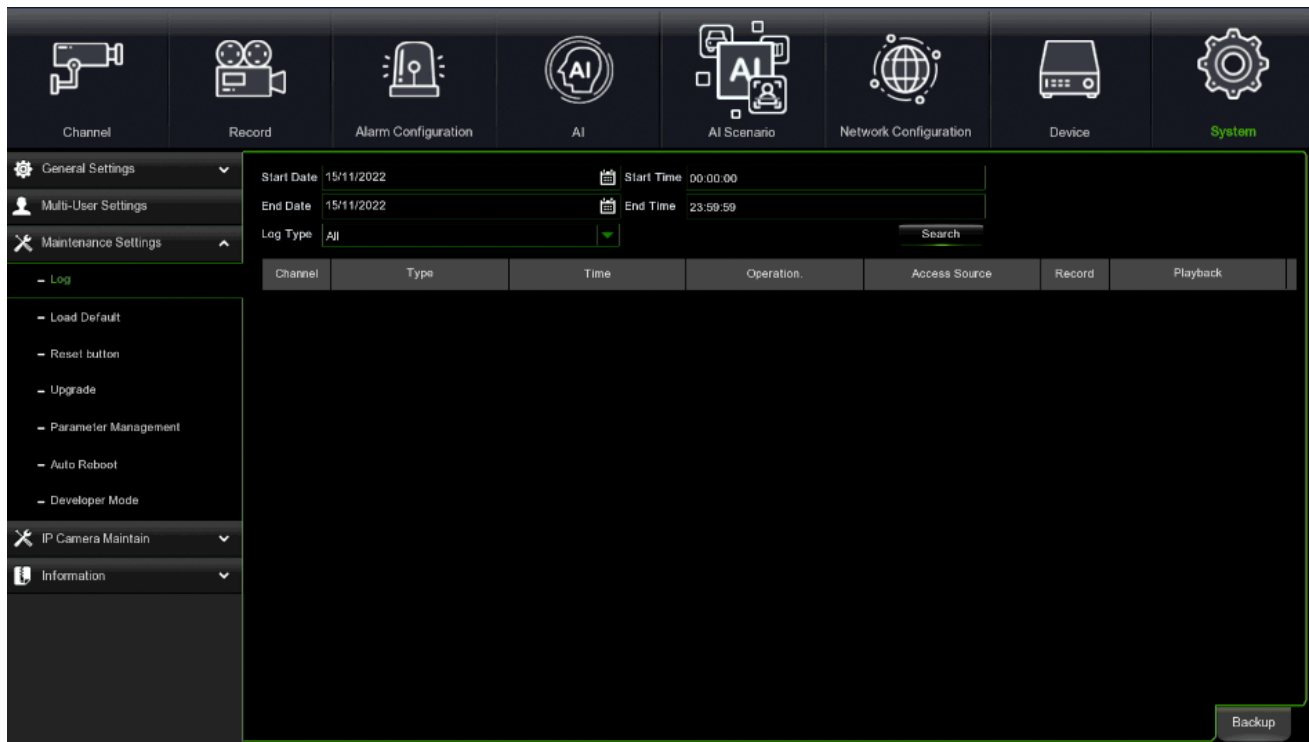 AI
AI
Channel
Record
Alarm Configuration
AI
AI Scenario
Network Configuration
Device
System
General Settings
Multi-User Settings
Maintenance Settings
– Log
– Load Default
– Reset button
– Upgrade
– Parameter Management
– Auto Reboot
– Developer Mode
IP Camera Maintain
Information
Start Date 15/11/2022 Start Time 00:00:00
End Date 15/11/2022 End Time 23:59:59
Log Type All Search
Channel Type Time Operation. Access Source Record Playback
Backup